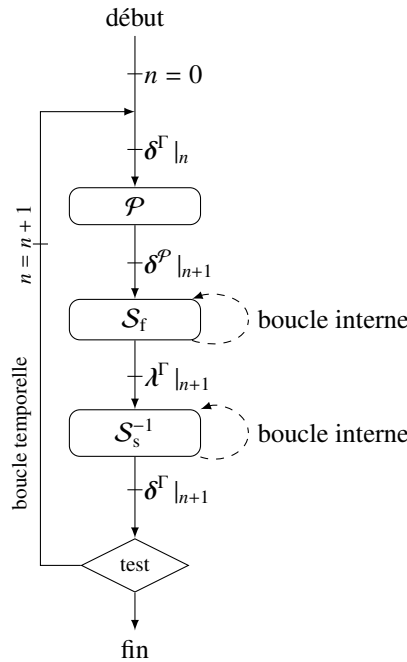 début
n = 0
δ^Γ |_n
𝒫
δ^𝒫 |_{n+1}
𝒮_f
boucle interne
λ^Γ |_{n+1}
𝒮_s^{-1}
boucle interne
δ^Γ |_{n+1}
test
fin
n = n + 1
boucle temporelle